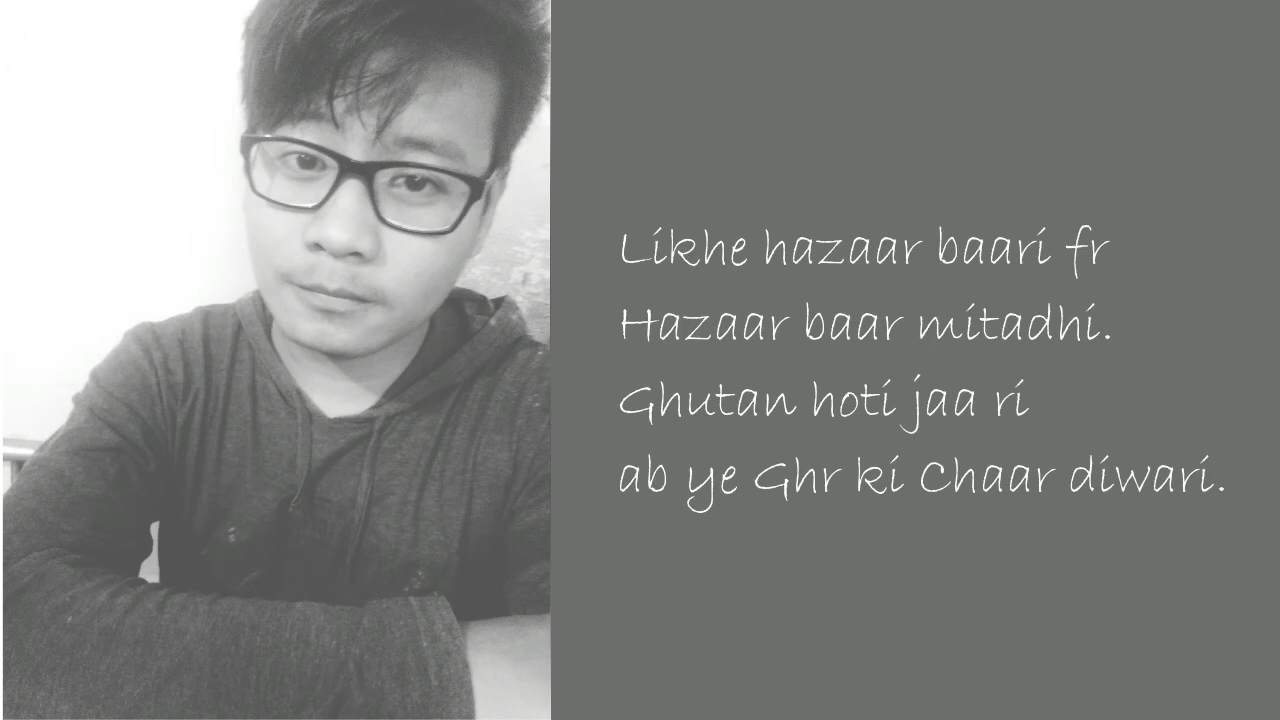 Likhe hazaar baari fr
Hazaar baar mitadhi.
Ghutan hoti jaa ri
ab ye Ghr ki Chaar diwari.